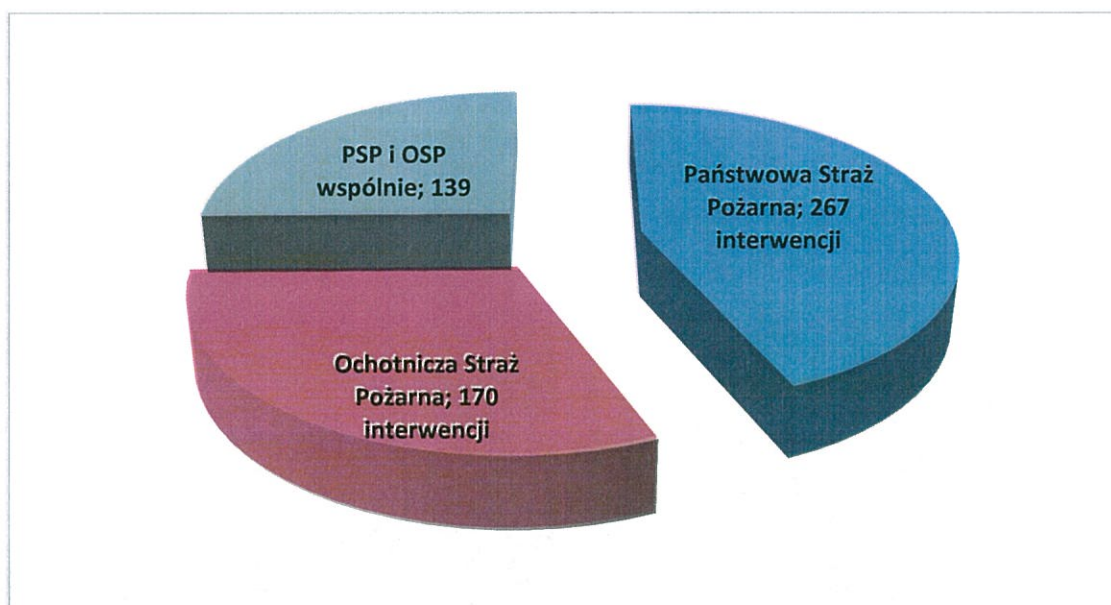 PSP i OSP
wspólnie; 139
Państwowa Straż
Pożarna; 267
interwencji
Ochotnicza Straż
Pożarna; 170
interwencji